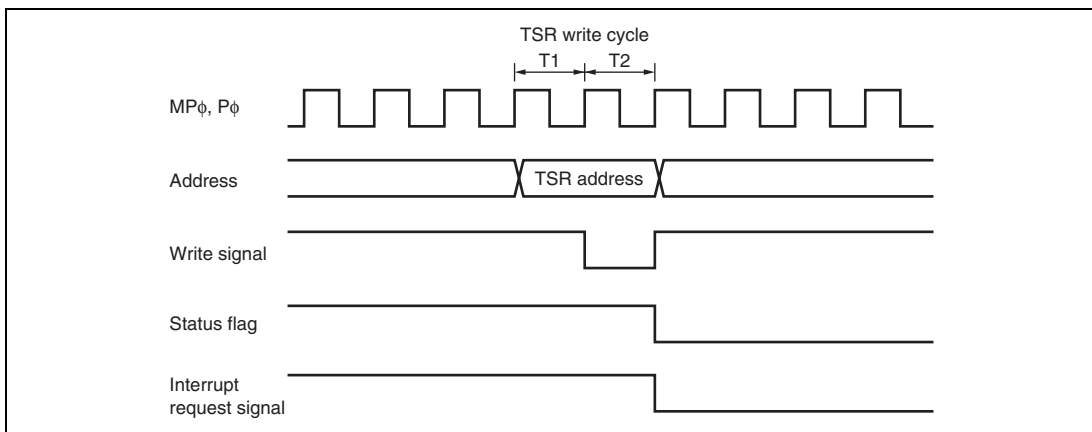 TSR write cycle
T1 T2
MPϕ, Pϕ
Address
TSR address
Write signal
Status flag
Interrupt
request signal